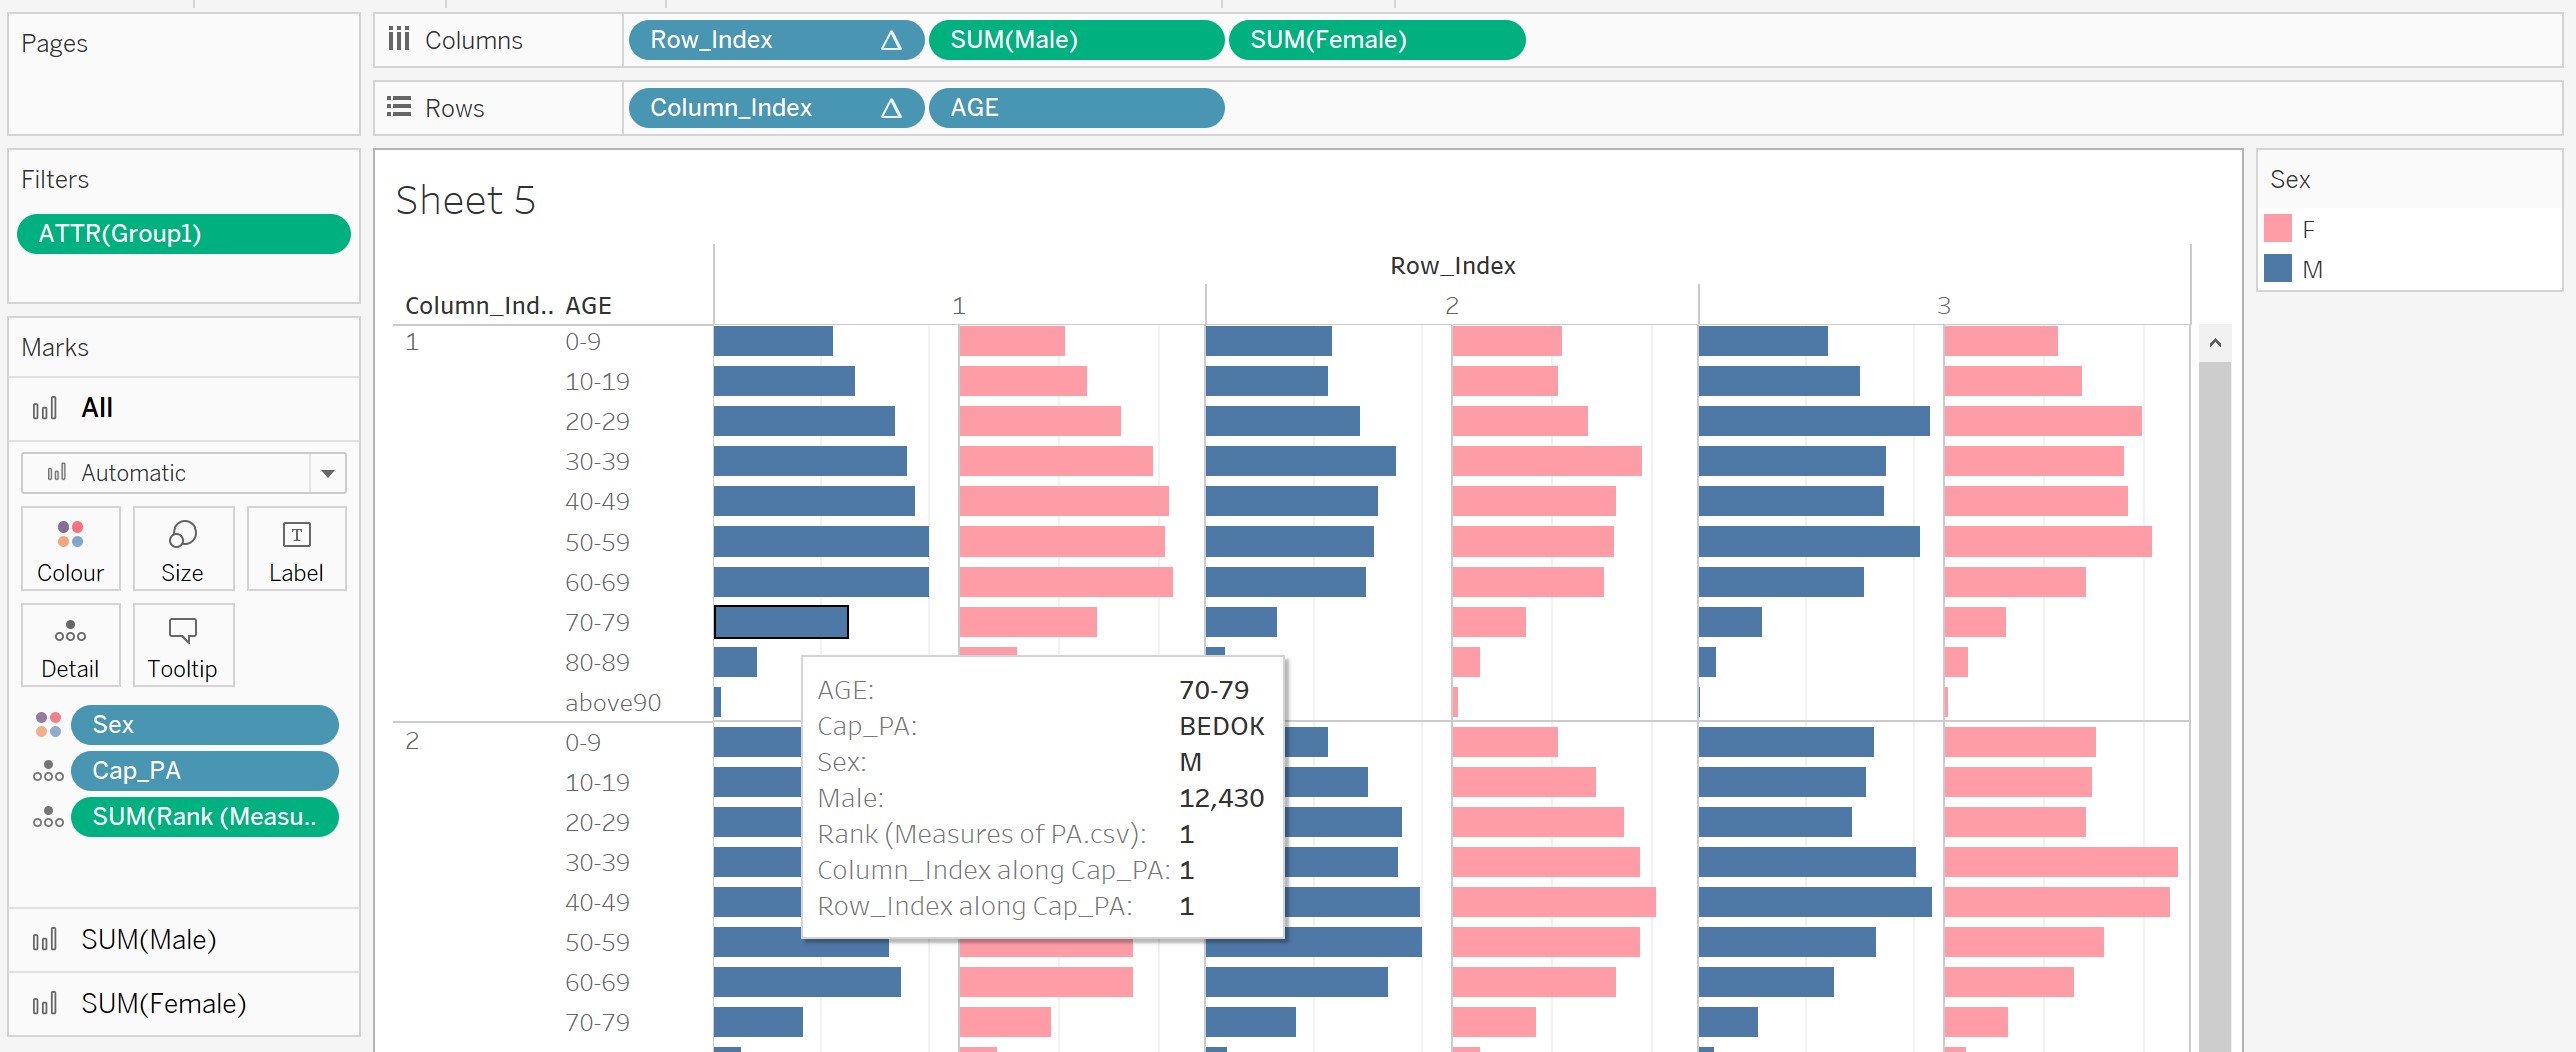 Pages
Columns Row_Index Δ SUM(Male) SUM(Female)
Rows Column_Index Δ AGE
Filters
ATTR(Group1)
Sheet 5
Sex
F
M
Row_Index
Column_Ind.. AGE 1 2 3
Marks
All
Automatic
Colour Size T Label
Detail Tooltip
Sex
Cap_PA
SUM(Rank (Measu..
SUM(Male)
SUM(Female)
1 0-9
10-19
20-29
30-39
40-49
50-59
60-69
70-79
80-89
above90
2 0-9
10-19
20-29
30-39
40-49
50-59
60-69
70-79
AGE: 70-79
Cap_PA: BEDOK
Sex: M
Male: 12,430
Rank (Measures of PA.csv): 1
Column_Index along Cap_PA: 1
Row_Index along Cap_PA: 1